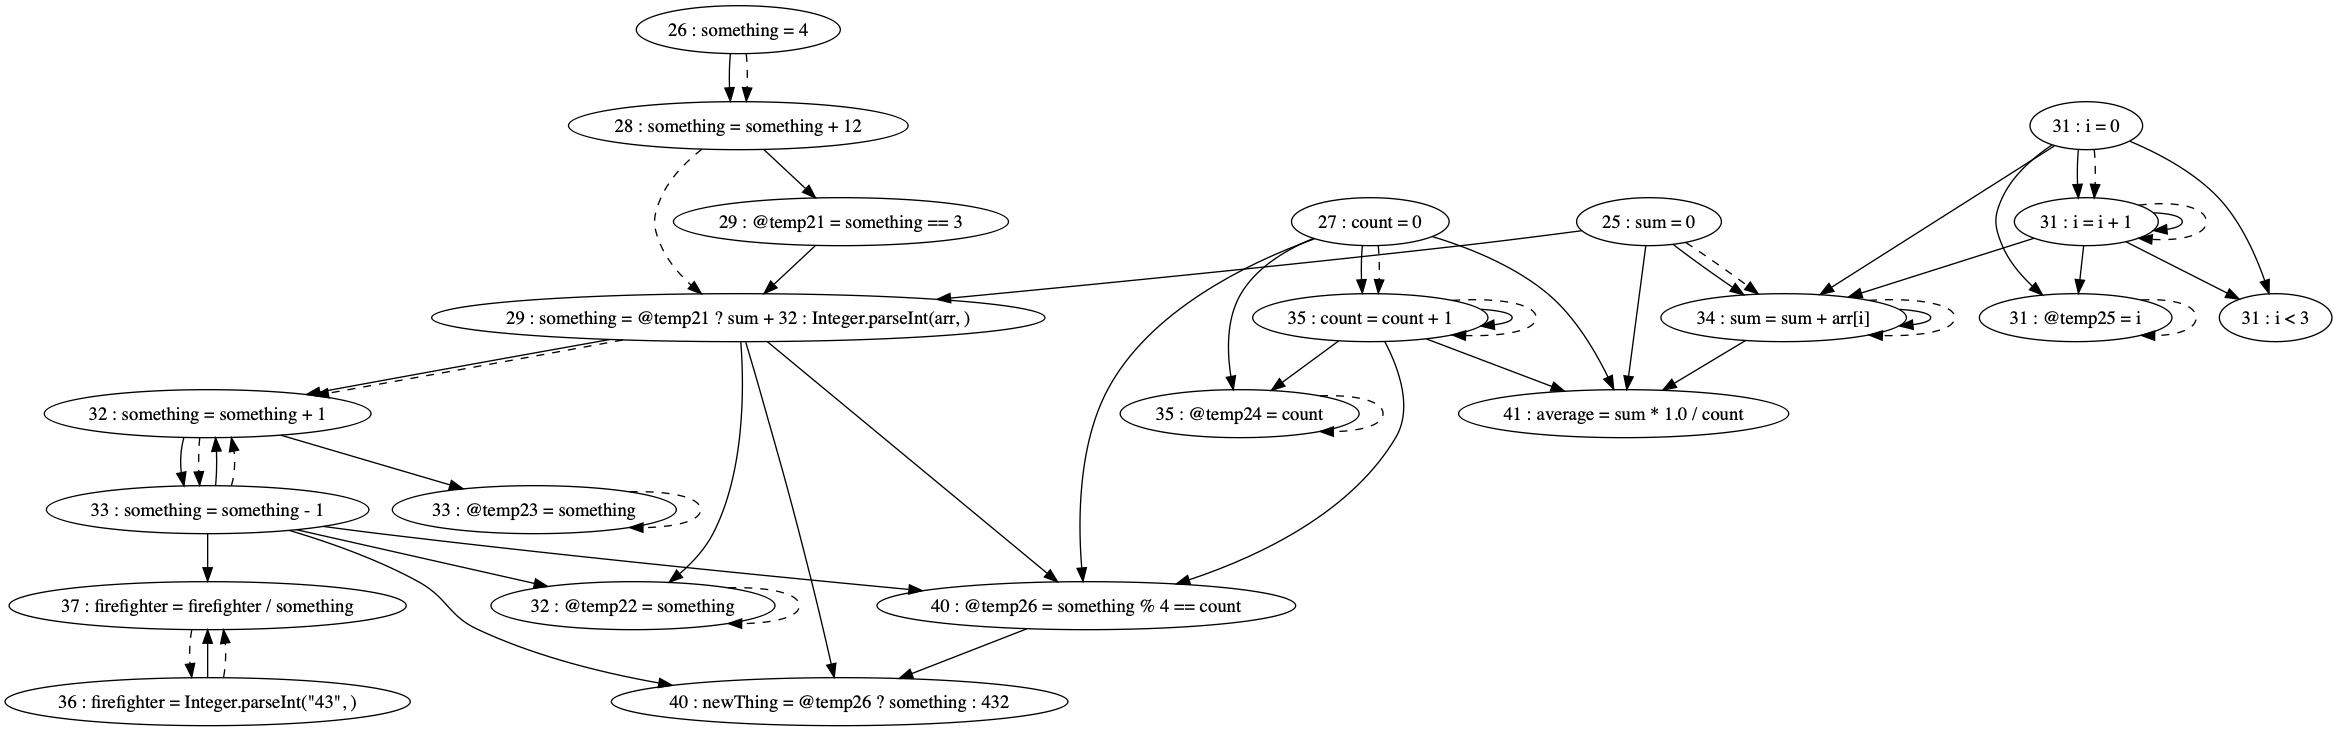 26 : something = 4
28 : something = something + 12
31 : i = 0
29 : @temp21 = something == 3
27 : count = 0
25 : sum = 0
31 : i = i + 1
29 : something = @temp21 ? sum + 32 : Integer.parseInt(arr, )
35 : count = count + 1
34 : sum = sum + arr[i]
31 : @temp25 = i
31 : i < 3
32 : something = something + 1
35 : @temp24 = count
41 : average = sum * 1.0 / count
33 : something = something - 1
33 : @temp23 = something
37 : firefighter = firefighter / something
32 : @temp22 = something
40 : @temp26 = something % 4 == count
36 : firefighter = Integer.parseInt("43", )
40 : newThing = @temp26 ? something : 432